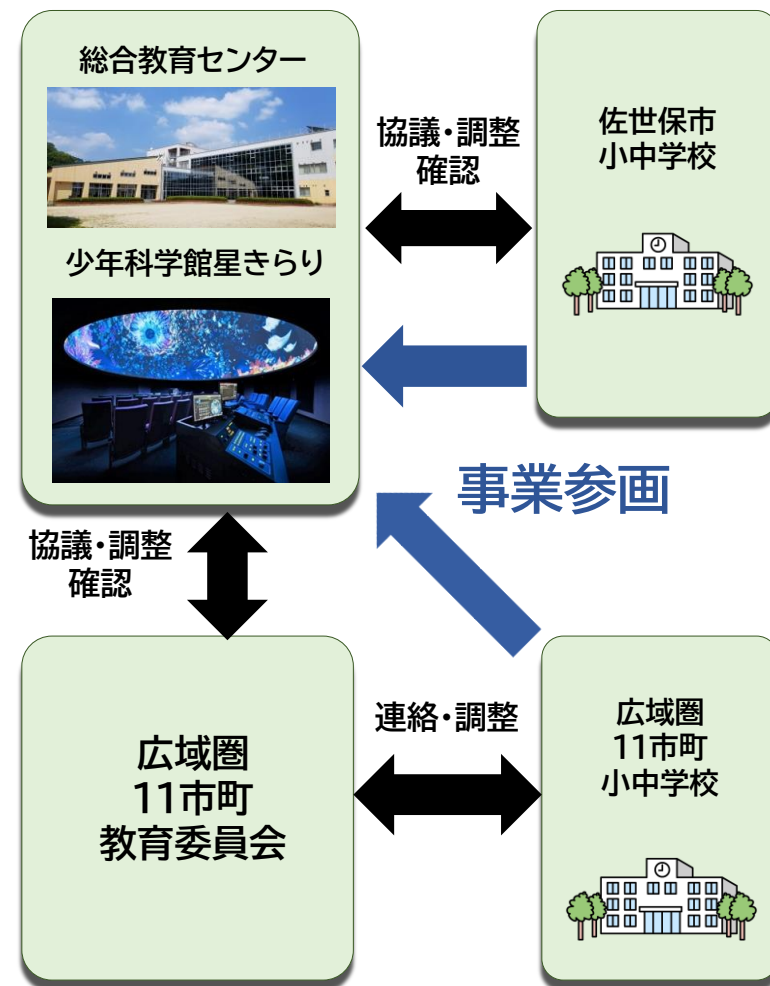 総合教育センター
少年科学館星きらり
協議・調整
確認
佐世保市
小中学校
事業参画
協議・調整
確認
広域圏
11市町
教育委員会
連絡・調整
広域圏
11市町
小中学校